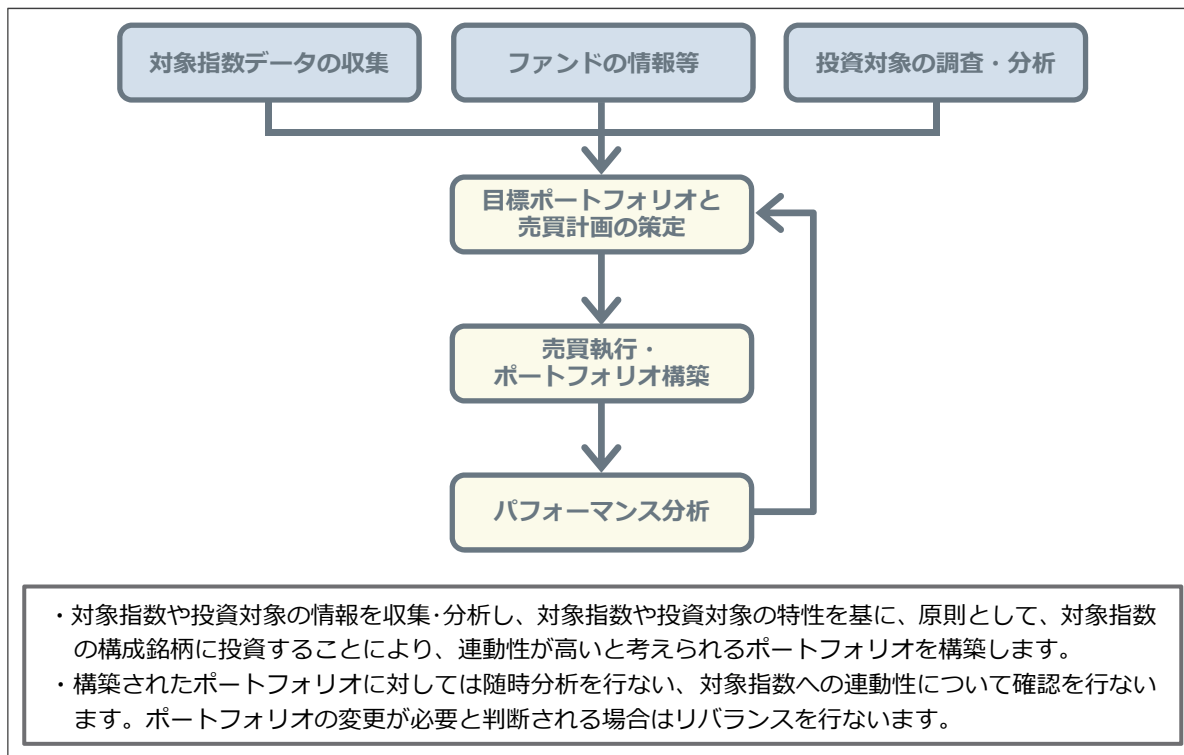 対象指数データの収集
ファンドの情報等
投資対象の調査・分析
目標ポートフォリオと
売買計画の策定
売買執行・
ポートフォリオ構築
パフォーマンス分析
・対象指数や投資対象の情報を収集･分析し、対象指数や投資対象の特性を基に、原則として、対象指数
の構成銘柄に投資することにより、連動性が高いと考えられるポートフォリオを構築します。
・構築されたポートフォリオに対しては随時分析を行ない、対象指数への連動性について確認を行ない
ます。ポートフォリオの変更が必要と判断される場合はリバランスを行ないます。